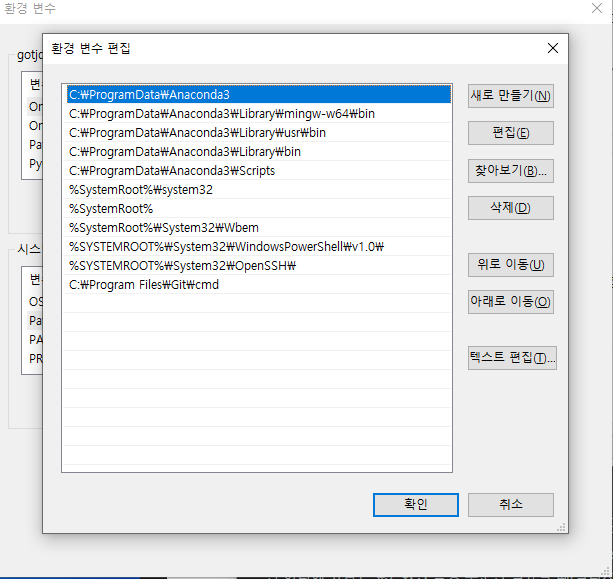 환경 변수
gotjd
변
On
On
Pa
Py
시스
변
OS
Pa
PA
PR
환경 변수 편집
C:₩ProgramData₩Anaconda3
C:₩ProgramData₩Anaconda3₩Library₩mingw-w64₩bin
C:₩ProgramData₩Anaconda3₩Library₩usr₩bin
C:₩ProgramData₩Anaconda3₩Library₩bin
C:₩ProgramData₩Anaconda3₩Scripts
%SystemRoot%₩system32
%SystemRoot%
%SystemRoot%₩System32₩Wbem
%SYSTEMROOT%₩System32₩WindowsPowerShell₩v1.0₩
%SYSTEMROOT%₩System32₩OpenSSH₩
C:₩Program Files₩Git₩cmd
새로 만들기(N)
편집(E)
찾아보기(B)...
삭제(D)
위로 이동(U)
아래로 이동(O)
텍스트 편집(T)...
확인
취소